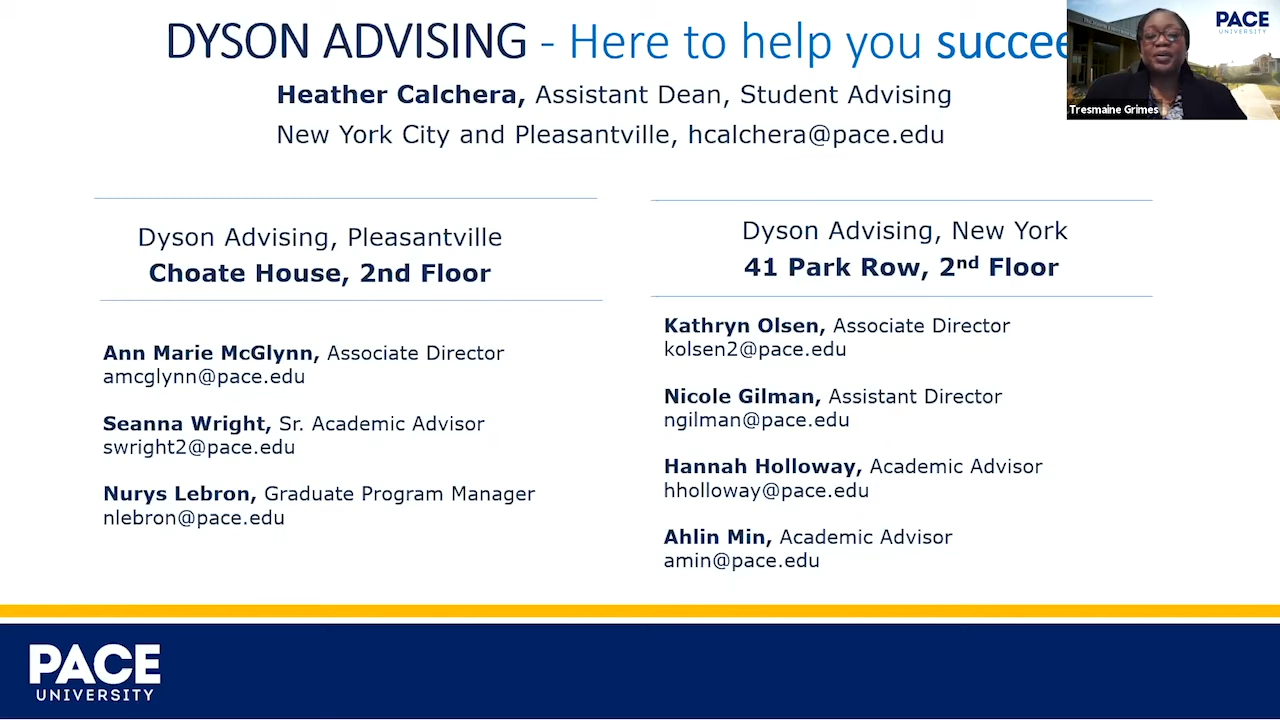 DYSON ADVISING - Here to help you succee
Heather Calchera, Assistant Dean, Student Advising
New York City and Pleasantville, hcalchera@pace.edu
PACE
UNIVERSITY
Tresmaine Grimes
Dyson Advising, Pleasantville
Choate House, 2nd Floor
Ann Marie McGlynn, Associate Director
amcglynn@pace.edu
Seanna Wright, Sr. Academic Advisor
swright2@pace.edu
Nurys Lebron, Graduate Program Manager
nlebron@pace.edu
Dyson Advising, New York
41 Park Row, 2nd Floor
Kathryn Olsen, Associate Director
kolsen2@pace.edu
Nicole Gilman, Assistant Director
ngilman@pace.edu
Hannah Holloway, Academic Advisor
hholloway@pace.edu
Ahlin Min, Academic Advisor
amin@pace.edu
PACE
UNIVERSITY